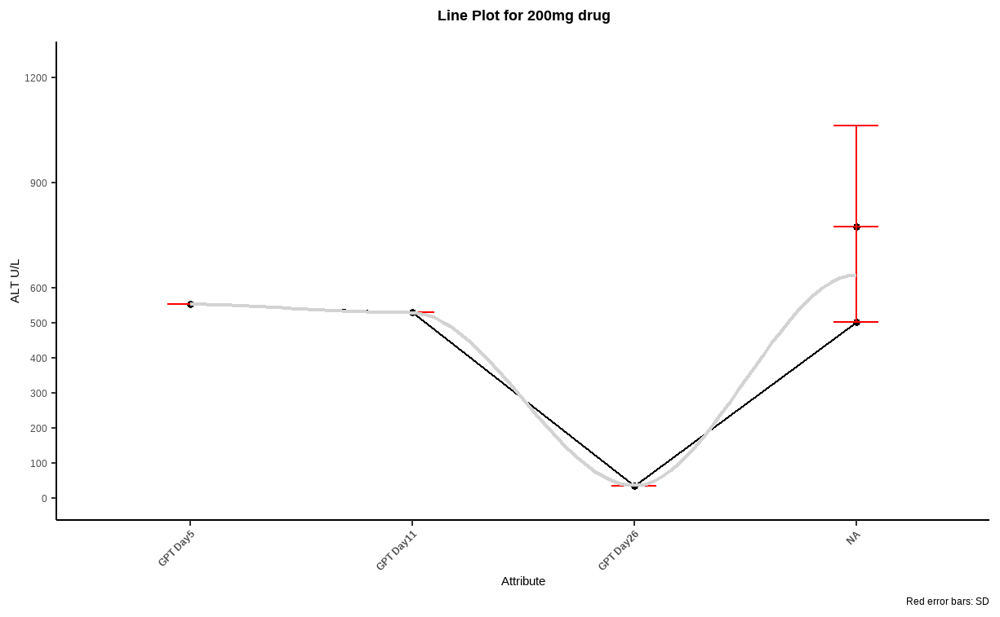 Line Plot for 200mg drug
ALT U/L
1200
900
600
500
400
300
200
100
0
GPT Day5
GPT Day11
GPT Day26
NA
Attribute
Red error bars: SD